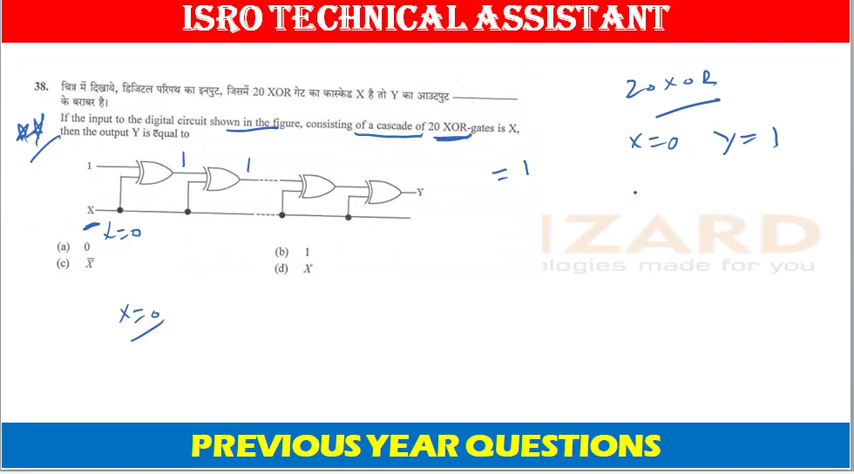 ISRO TECHNICAL ASSISTANT
38. चित्र में दिखाये, डिजिटल परिपथ का इनपुट, जिसमें 20 XOR गेट का कास्केड X है तो Y का आउटपुट __________
के बराबर है।
If the input to the digital circuit shown in the figure, consisting of a cascade of 20 XOR-gates is X,
then the output Y is equal to
20 XOR
X=0 Y=1
= 1
1 1 1
Y
X
X=0
(a) 0 (b) 1
(c) X̅ (d) X
X=0
IZARD
ologies made for you
PREVIOUS YEAR QUESTIONS